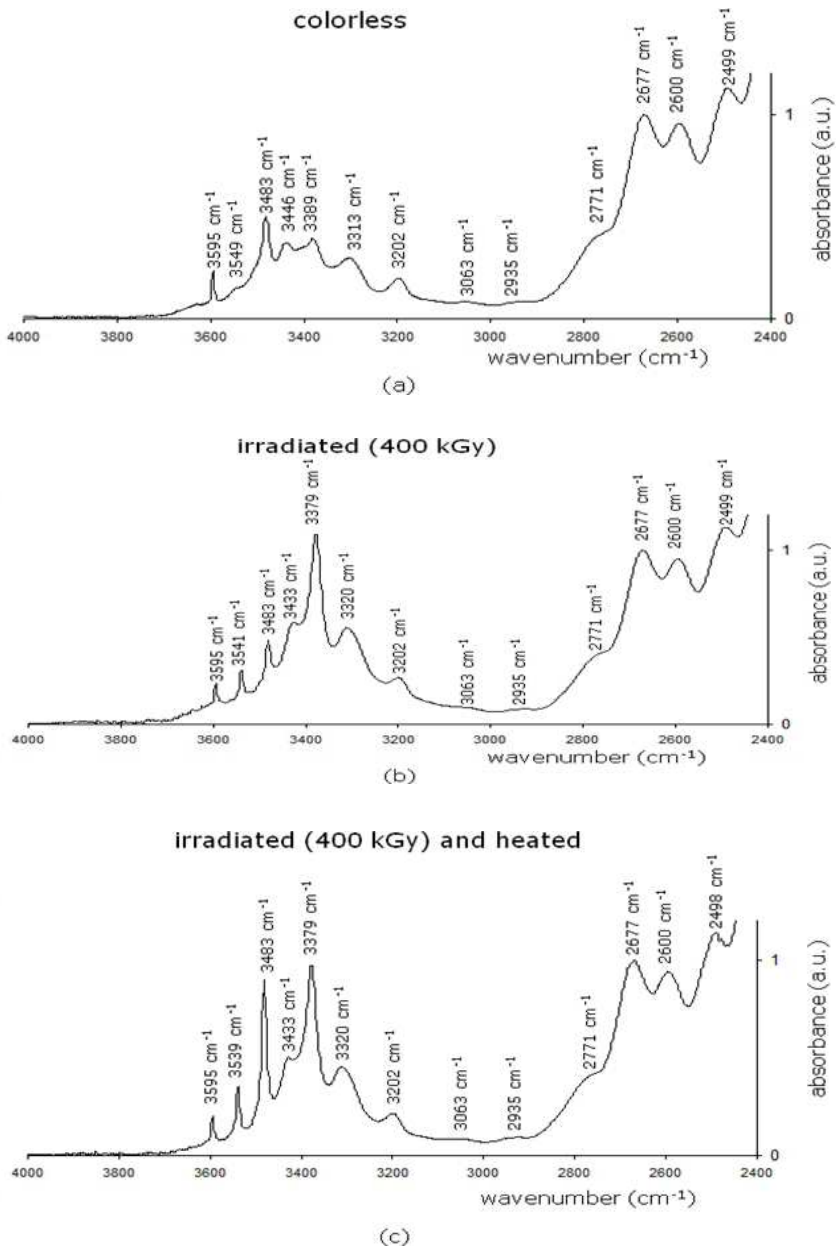 colorless
3595 cm⁻¹
3549 cm⁻¹
3483 cm⁻¹
3446 cm⁻¹
3389 cm⁻¹
3313 cm⁻¹
3202 cm⁻¹
3063 cm⁻¹
2935 cm⁻¹
2771 cm⁻¹
2677 cm⁻¹
2600 cm⁻¹
2499 cm⁻¹
1
absorbance (a.u.)
0
4000 3800 3600 3400 3200 3000 2800 2600 2400
wavenumber (cm⁻¹)
(a)
irradiated (400 kGy)
3595 cm⁻¹
3541 cm⁻¹
3483 cm⁻¹
3433 cm⁻¹
3379 cm⁻¹
3320 cm⁻¹
3202 cm⁻¹
3063 cm⁻¹
2935 cm⁻¹
2771 cm⁻¹
2677 cm⁻¹
2600 cm⁻¹
2499 cm⁻¹
1
absorbance (a.u.)
0
4000 3800 3600 3400 3200 3000 2800 2600 2400
wavenumber (cm⁻¹)
(b)
irradiated (400 kGy) and heated
3595 cm⁻¹
3539 cm⁻¹
3483 cm⁻¹
3433 cm⁻¹
3379 cm⁻¹
3320 cm⁻¹
3202 cm⁻¹
3063 cm⁻¹
2935 cm⁻¹
2771 cm⁻¹
2677 cm⁻¹
2600 cm⁻¹
2498 cm⁻¹
1
absorbance (a.u.)
0
4000 3800 3600 3400 3200 3000 2800 2600 2400
wavenumber (cm⁻¹)
(c)